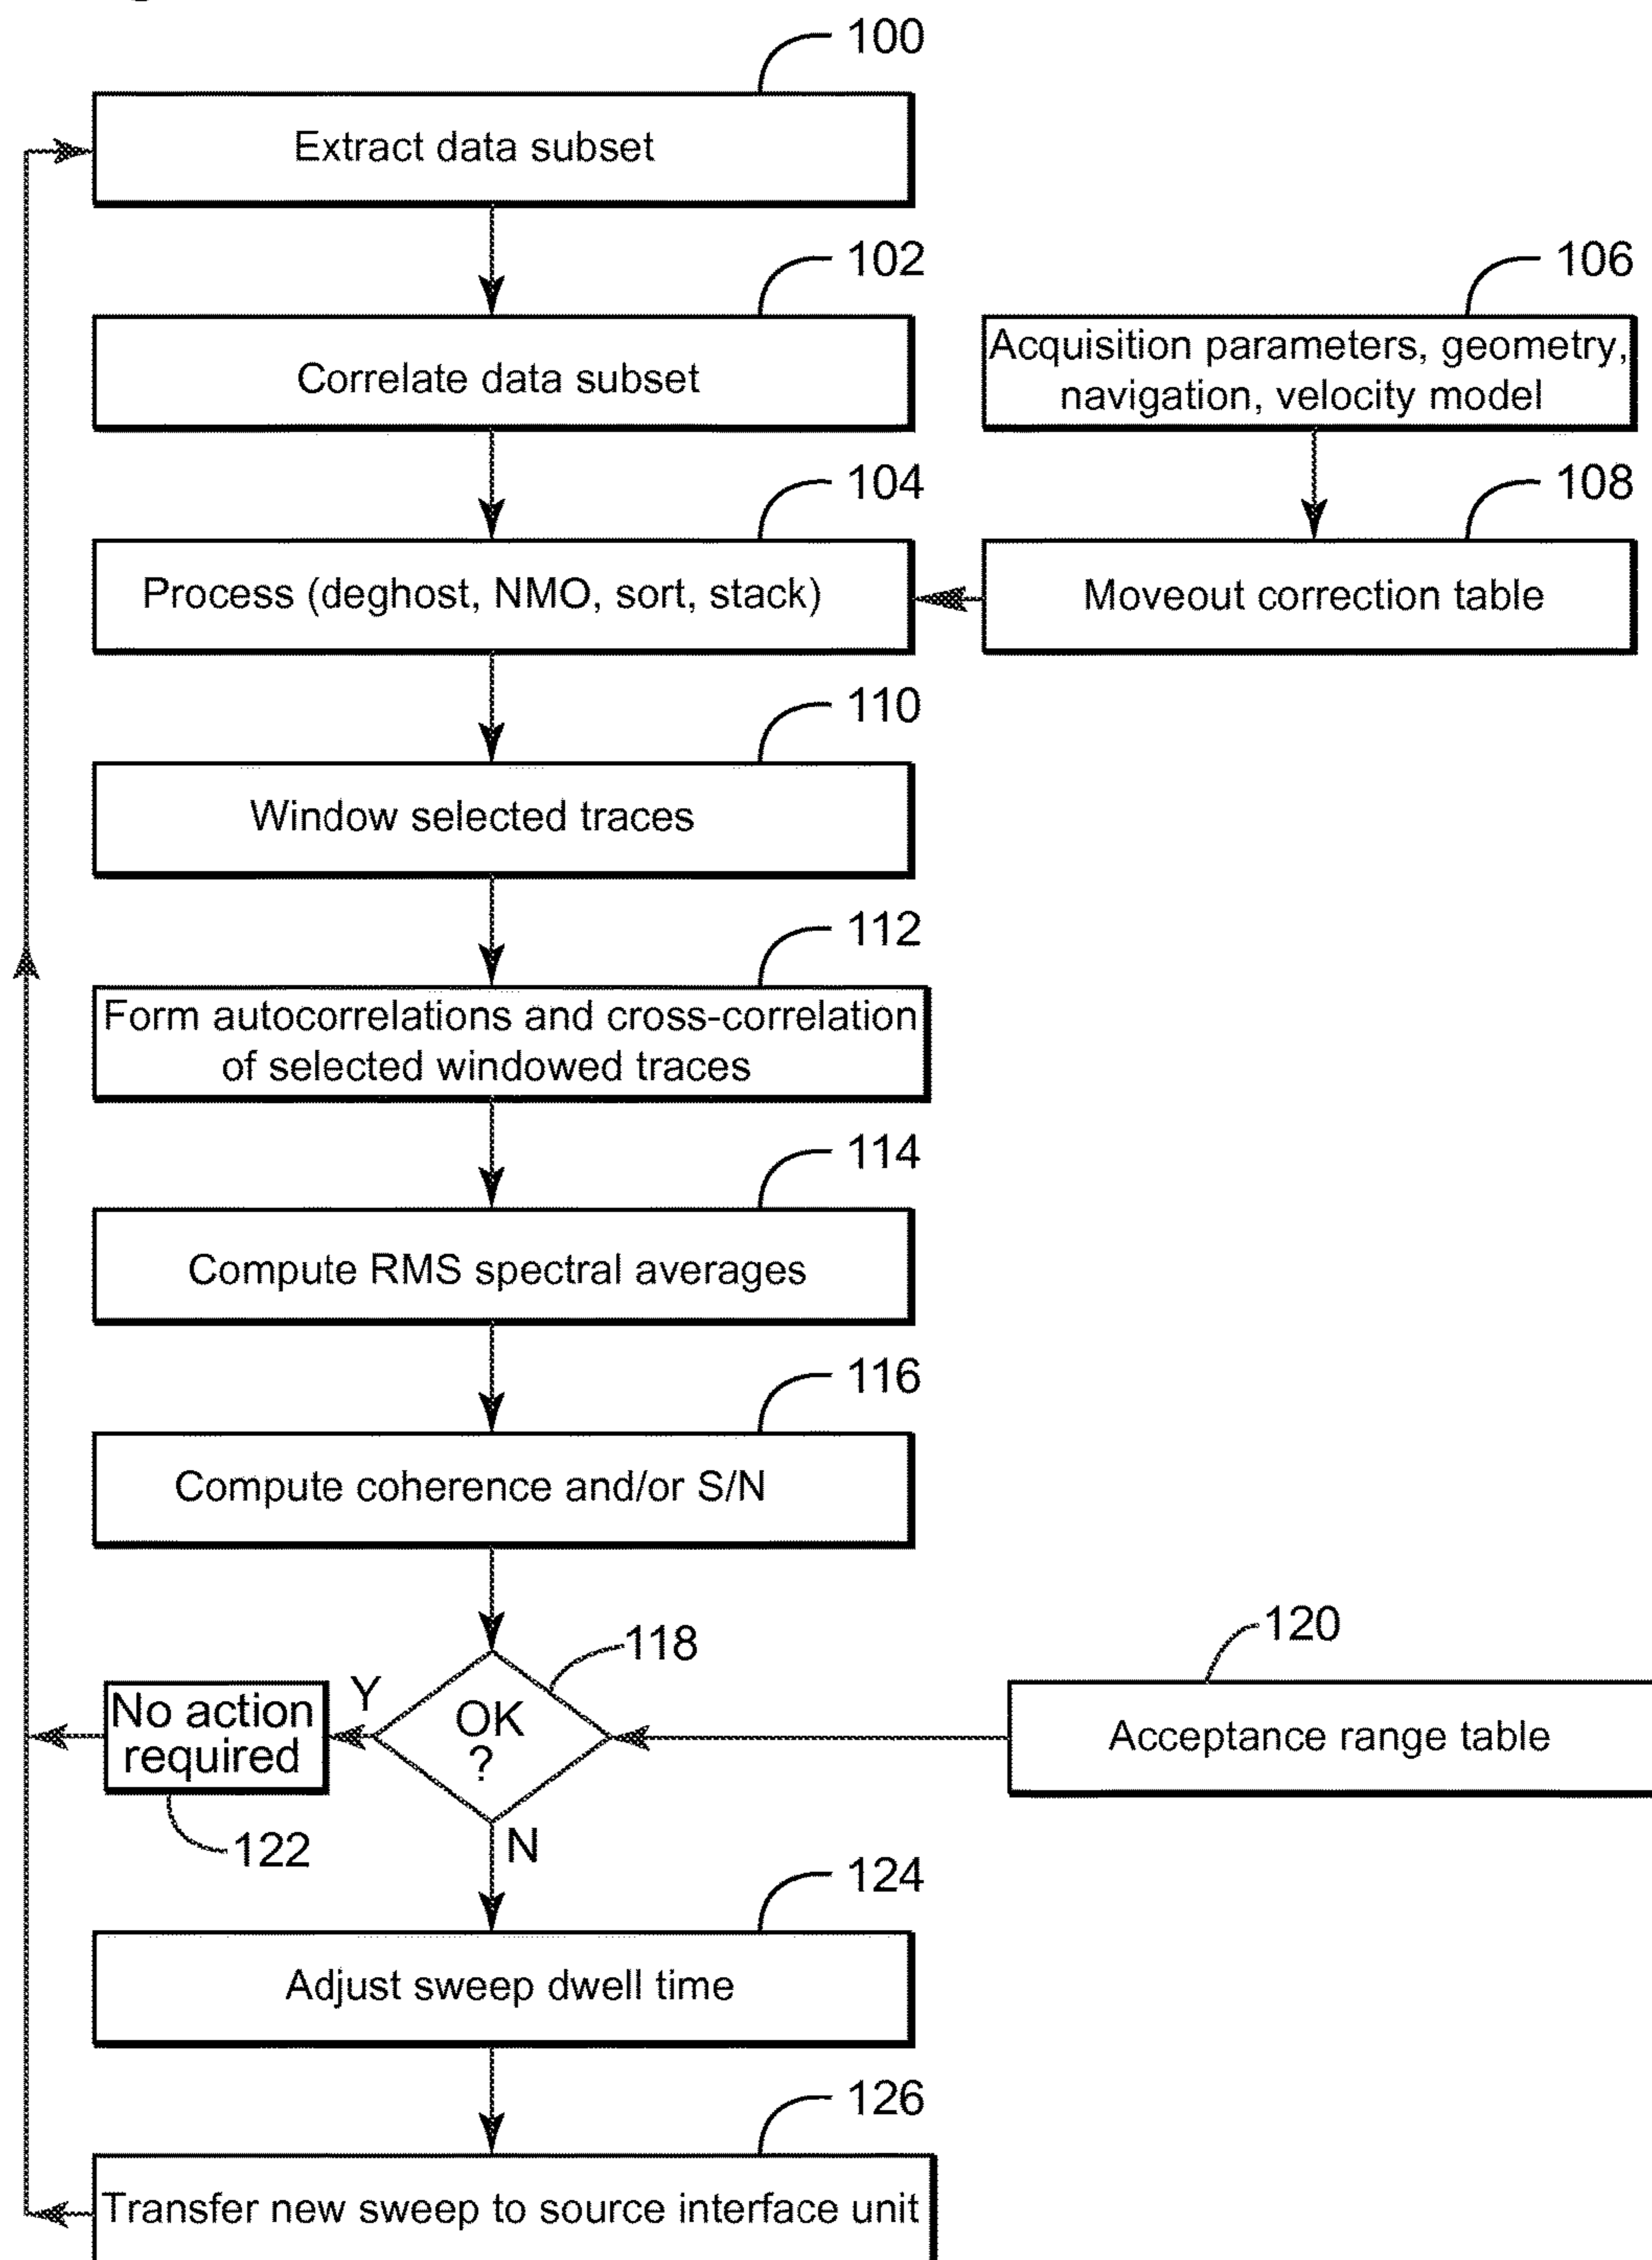 100
Extract data subset
102
106
Correlate data subset
Acquisition parameters, geometry,
navigation, velocity model
104
108
Process (deghost, NMO, sort, stack)
Moveout correction table
110
Window selected traces
112
Form autocorrelations and cross-correlation
of selected windowed traces
114
Compute RMS spectral averages
116
Compute coherence and/or S/N
118
120
No action
required
Y
OK
?
Acceptance range table
122
N
124
Adjust sweep dwell time
126
Transfer new sweep to source interface unit